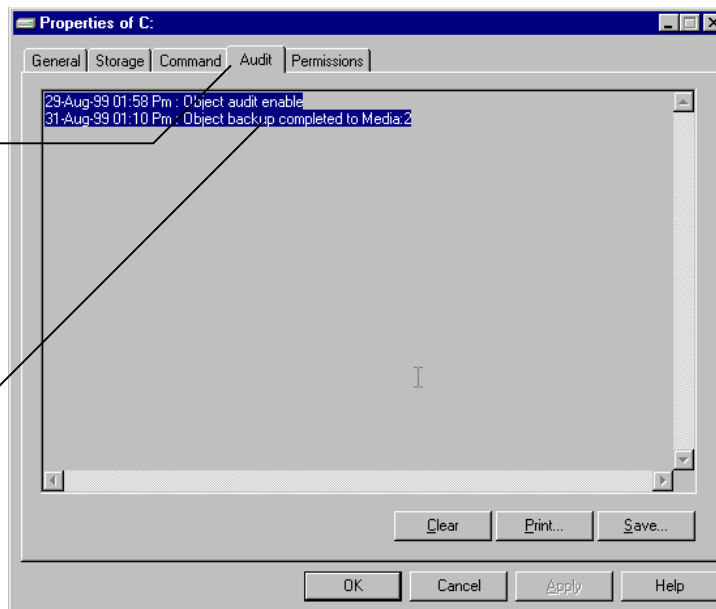 Properties of C:
General Storage Command Audit Permissions
29-Aug-99 01:58 Pm : Object audit enable
31-Aug-99 01:10 Pm : Object backup completed to Media:2
Clear Print... Save...
OK Cancel Apply Help